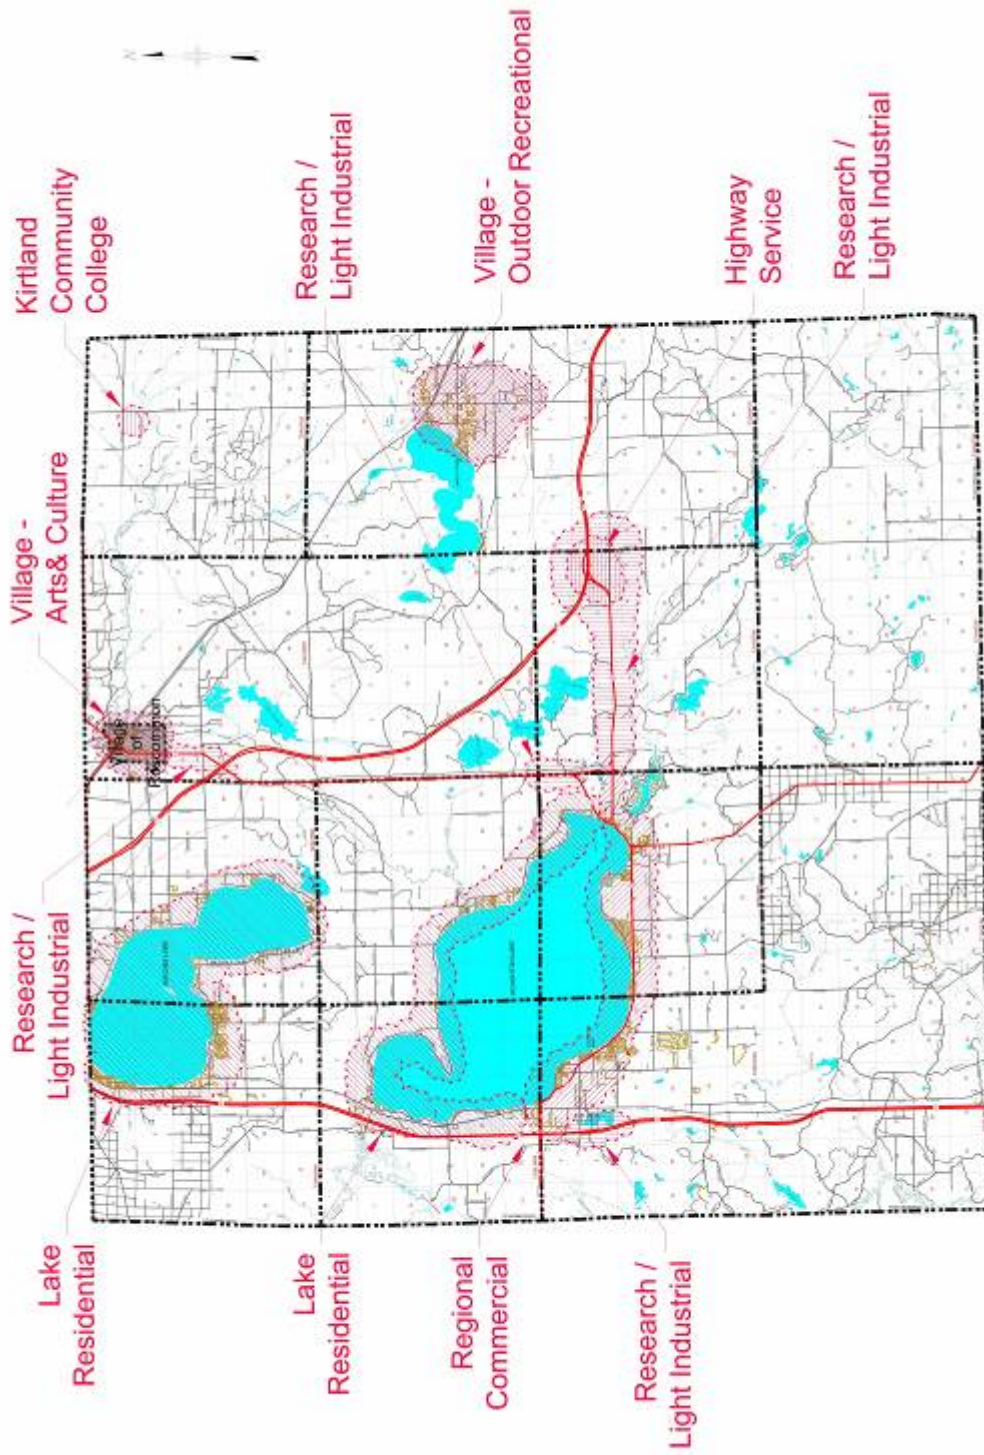 Kirtland
Community
College
Village -
Arts& Culture
Research /
Light Industrial
Lake
Residential
Research /
Light Industrial
Village -
Outdoor Recreational
Highway
Service
Research /
Light Industrial
Lake
Residential
Regional
Commercial
Research /
Light Industrial
Village
of
Roscommon
N